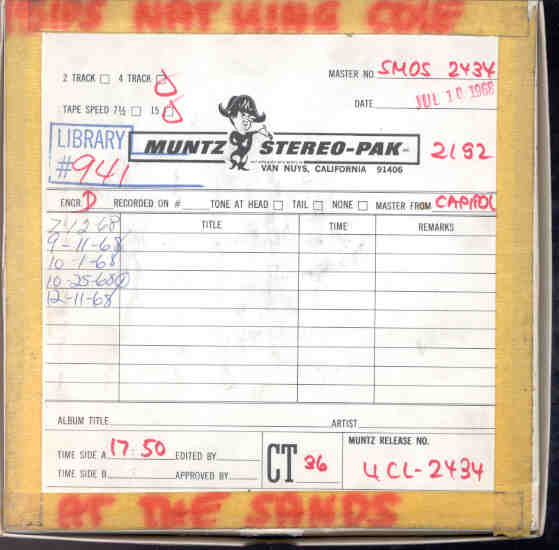 NAT KING COLE
2 TRACK 4 TRACK
MASTER NO. SMOS 2434
TAPE SPEED 7½ 15
DATE JUL 10 1968
LIBRARY
#941
MUNTZ STEREO-PAK INC.
VAN NUYS, CALIFORNIA 91406
2192
ENGR. D RECORDED ON # TONE AT HEAD TAIL NONE MASTER FROM CAPITOL
TITLE TIME REMARKS
7-12-68
9-11-68
10-1-68
10-25-68
12-11-68
ALBUM TITLE ARTIST
TIME SIDE A 17:50 EDITED BY
TIME SIDE B APPROVED BY
CT 36
MUNTZ RELEASE NO.
4CL-2434
AT THE SANDS